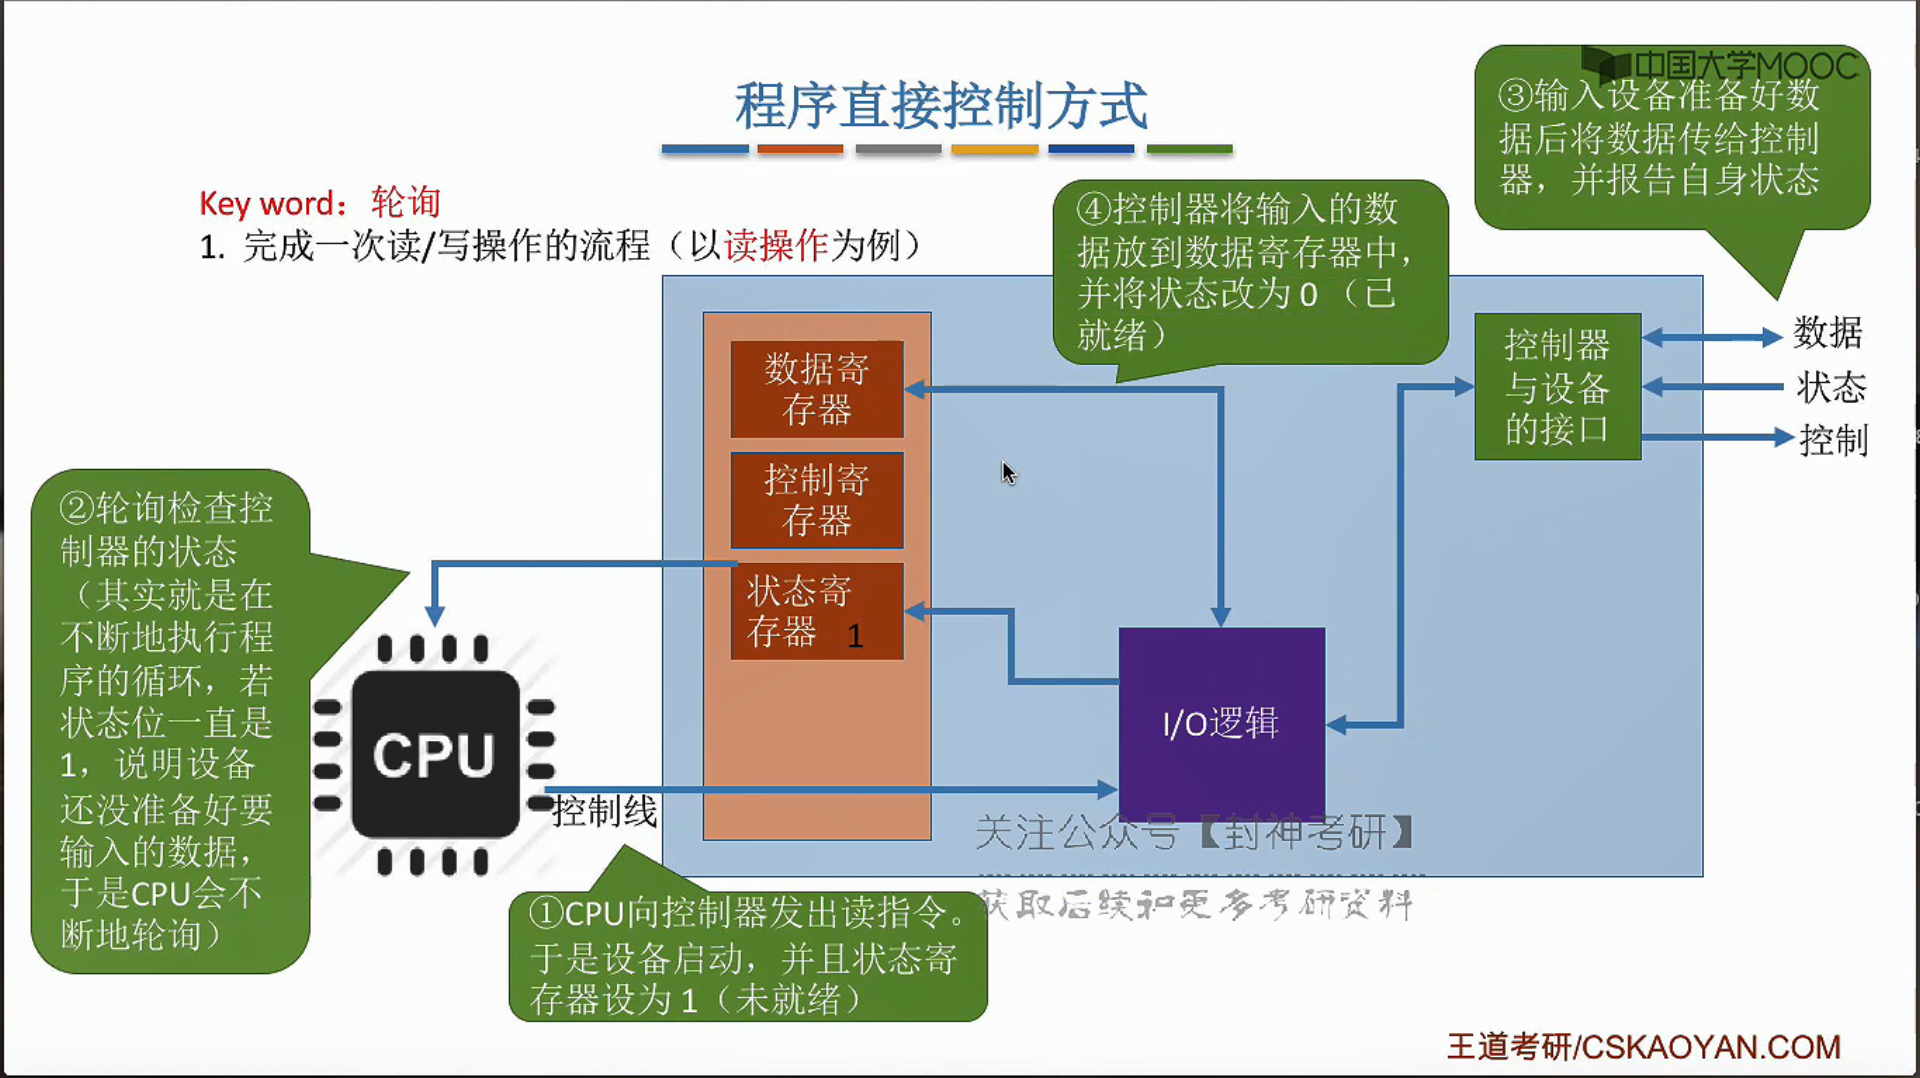 中国大学MOOC
程序直接控制方式
Key word：轮询
1. 完成一次读/写操作的流程（以读操作为例）
③输入设备准备好数
据后将数据传给控制
器，并报告自身状态
④控制器将输入的数
据放到数据寄存器中，
并将状态改为0（已
就绪）
数据寄
存器
控制寄
存器
状态寄
存器 1
控制器
与设备
的接口
数据
状态
控制
I/O逻辑
②轮询检查控
制器的状态
（其实就是在
不断地执行程
序的循环，若
状态位一直是
1，说明设备
还没准备好要
输入的数据，
于是CPU会不
断地轮询）
CPU
控制线
①CPU向控制器发出读指令。
于是设备启动，并且状态寄
存器设为1（未就绪）
关注公众号【封神考研】
获取后续和更多考研资料
王道考研/CSKAOYAN.COM